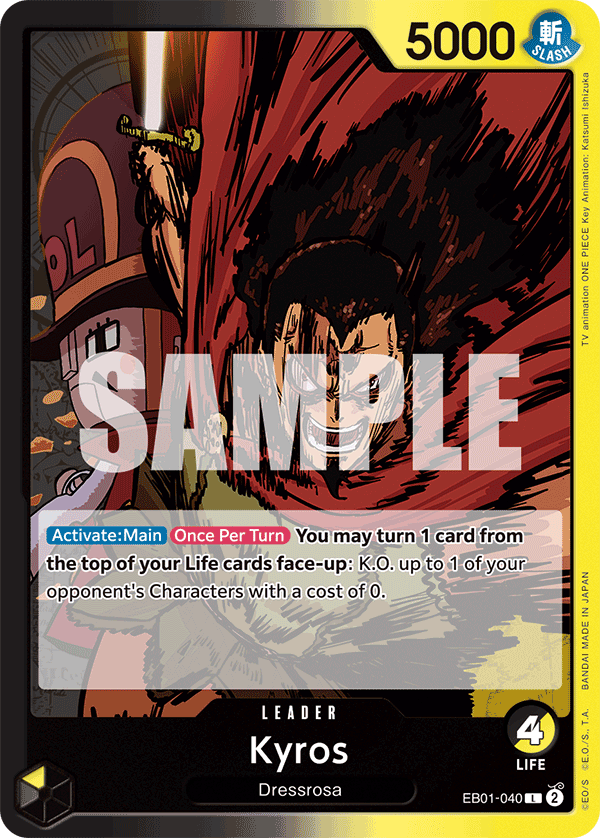 5000
斬
SLASH
TV animation ONE PIECE Key Animation: Katsumi Ishizuka
OL
SAMPLE
Activate:Main Once Per Turn You may turn 1 card from
the top of your Life cards face-up: K.O. up to 1 of your
opponent's Characters with a cost of 0.
BANDAI MADE IN JAPAN
©EO/S ©E.O./S., T.A.
LEADER
Kyros
Dressrosa
4
LIFE
EB01-040 L 2